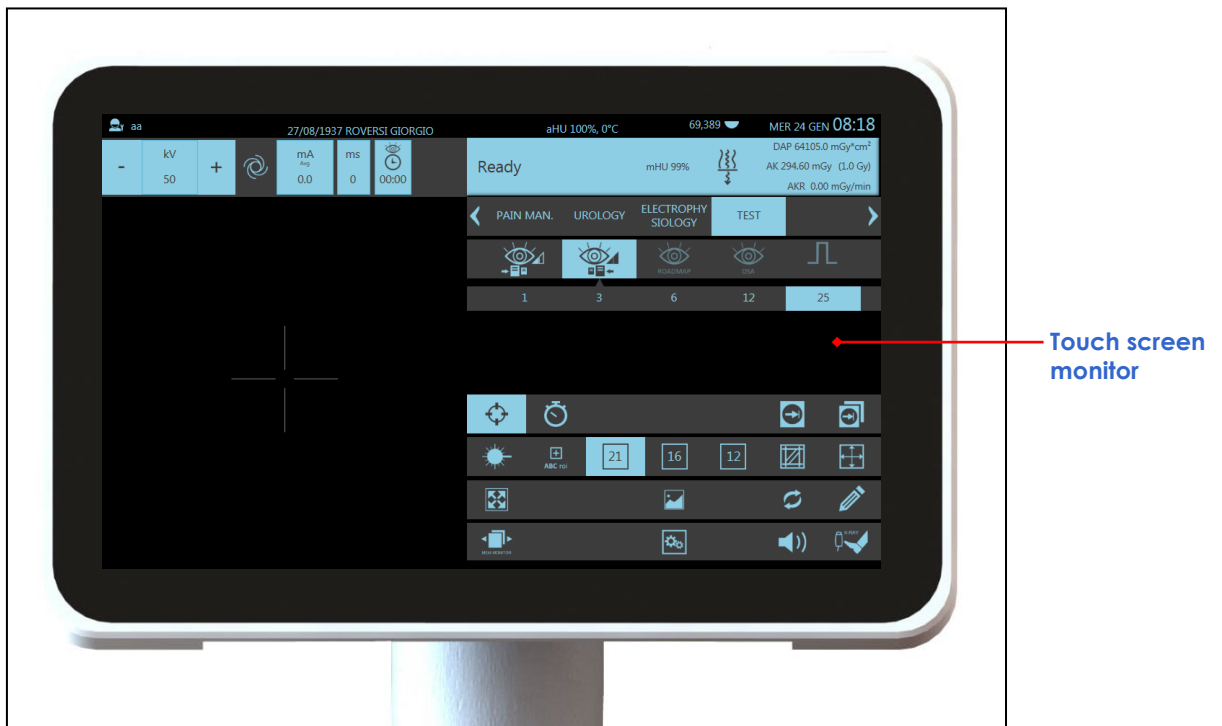 aa
27/08/1937 ROVERSI GIORGIO
aHU 100%, 0°C
69,389
MER 24 GEN 08:18
-
kV
50
+
mA
Avg
0.0
ms
0
00:00
Ready
mHU 99%
DAP 64105.0 mGy*cm²
AK 294.60 mGy (1.0 Gy)
AKR 0.00 mGy/min
PAIN MAN.
UROLOGY
ELECTROPHY
SIOLOGY
TEST
ROADMAP
DSA
1
3
6
12
25
Touch screen
monitor
ABC roi
21
16
12
X-RAY